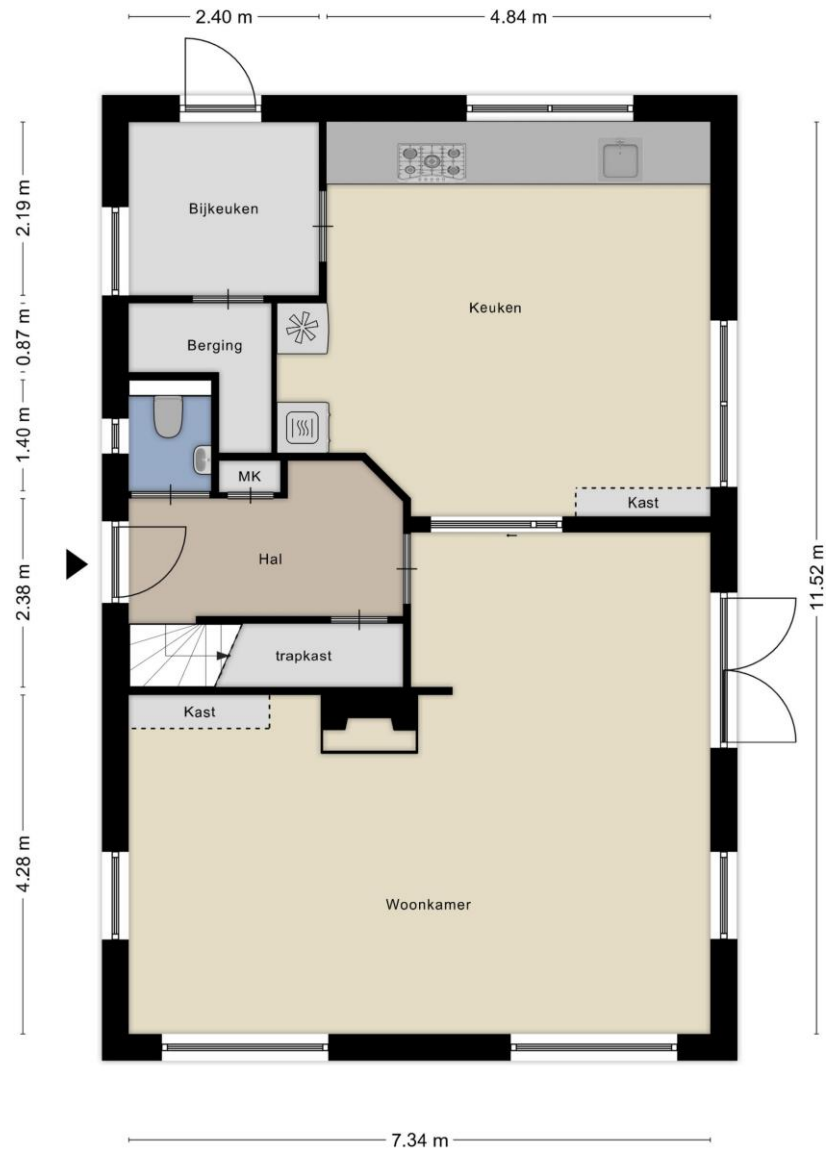 2.40 m
4.84 m
2.19 m
Bijkeuken
Keuken
0.87 m
Berging
1.40 m
MK
Kast
Hal
2.38 m
11.52 m
trapkast
Kast
4.28 m
Woonkamer
7.34 m